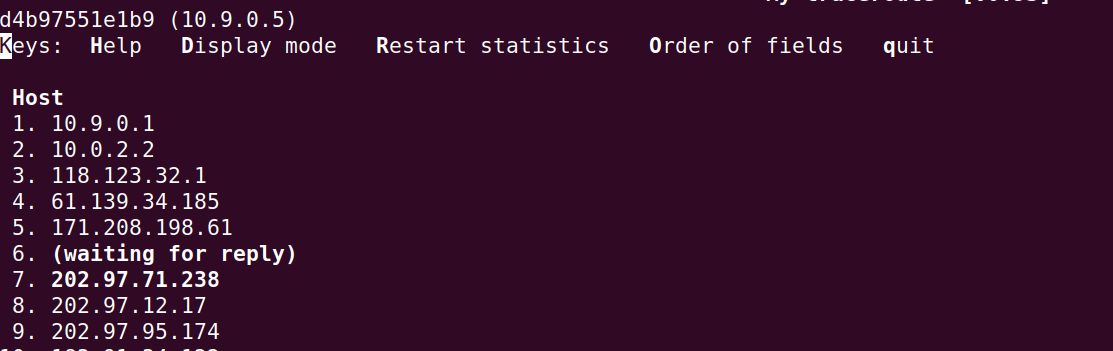 d4b97551e1b9 (10.9.0.5)
Keys: Help Display mode Restart statistics Order of fields quit
Host
1. 10.9.0.1
2. 10.0.2.2
3. 118.123.32.1
4. 61.139.34.185
5. 171.208.198.61
6. (waiting for reply)
7. 202.97.71.238
8. 202.97.12.17
9. 202.97.95.174